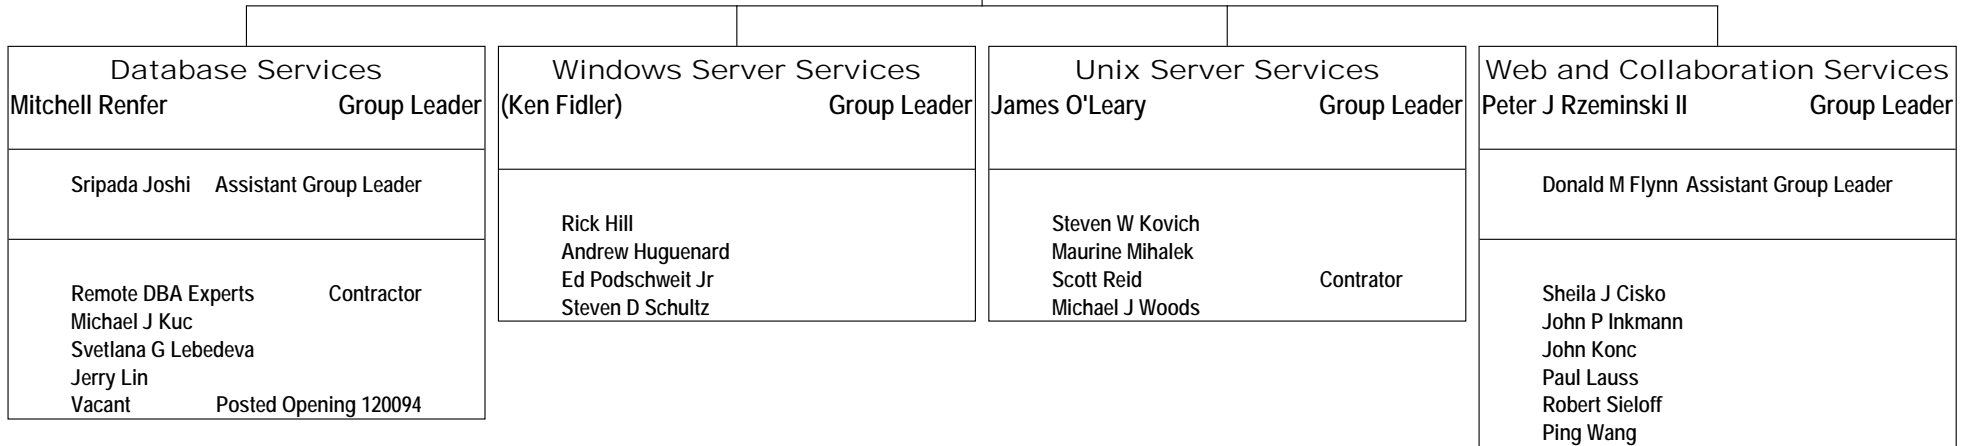 Database Services
Mitchell Renfer Group Leader
Sripada Joshi Assistant Group Leader
Remote DBA Experts Contractor
Michael J Kuc
Svetlana G Lebedeva
Jerry Lin
Vacant Posted Opening 120094
Windows Server Services
(Ken Fidler) Group Leader
Rick Hill
Andrew Huguenard
Ed Podschweit Jr
Steven D Schultz
Unix Server Services
James O'Leary Group Leader
Steven W Kovich
Maurine Mihalek
Scott Reid Contrator
Michael J Woods
Web and Collaboration Services
Peter J Rzeminski II Group Leader
Donald M Flynn Assistant Group Leader
Sheila J Cisko
John P Inkmann
John Konc
Paul Lauss
Robert Sieloff
Ping Wang